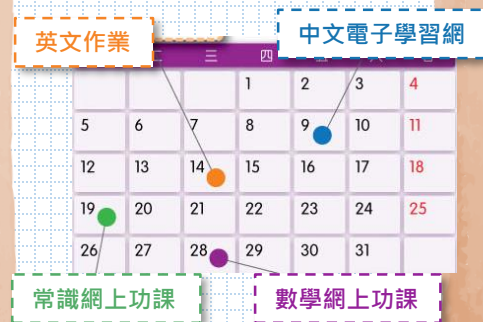 英文作業
中文電子學習網
三 四
1 2 3 4
5 6 7 8 9 10 11
12 13 14 15 16 17 18
19 20 21 22 23 24 25
26 27 28 29 30 31
常識網上功課
數學網上功課